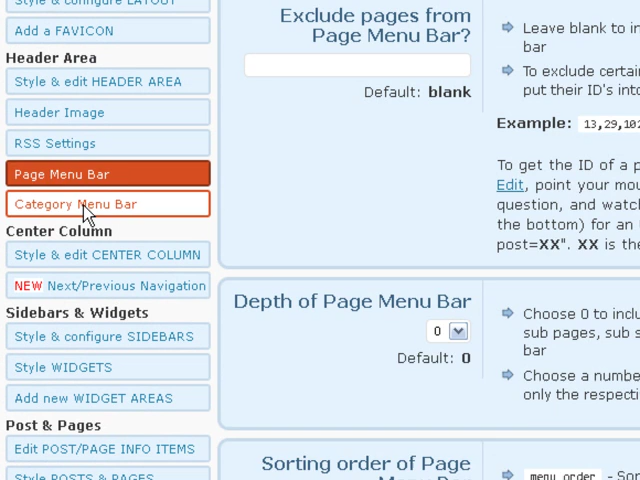 Style & configure LAYOUT
Add a FAVICON
Header Area
Style & edit HEADER AREA
Header Image
RSS Settings
Page Menu Bar
Category Menu Bar
Center Column
Style & edit CENTER COLUMN
NEW Next/Previous Navigation
Sidebars & Widgets
Style & configure SIDEBARS
Style WIDGETS
Add new WIDGET AREAS
Post & Pages
Edit POST/PAGE INFO ITEMS
Style POSTS & PAGES
Exclude pages from
Page Menu Bar?
Default: blank
Leave blank to in
bar
To exclude certai
put their ID's into
Example: 13,29,102
To get the ID of a p
Edit, point your mou
question, and watch
the bottom) for an
post=XX". XX is the
Depth of Page Menu Bar
0
Default: 0
Choose 0 to inclu
sub pages, sub s
bar
Choose a numbe
only the respecti
Sorting order of Page
Menu Bar
menu_order - Sor